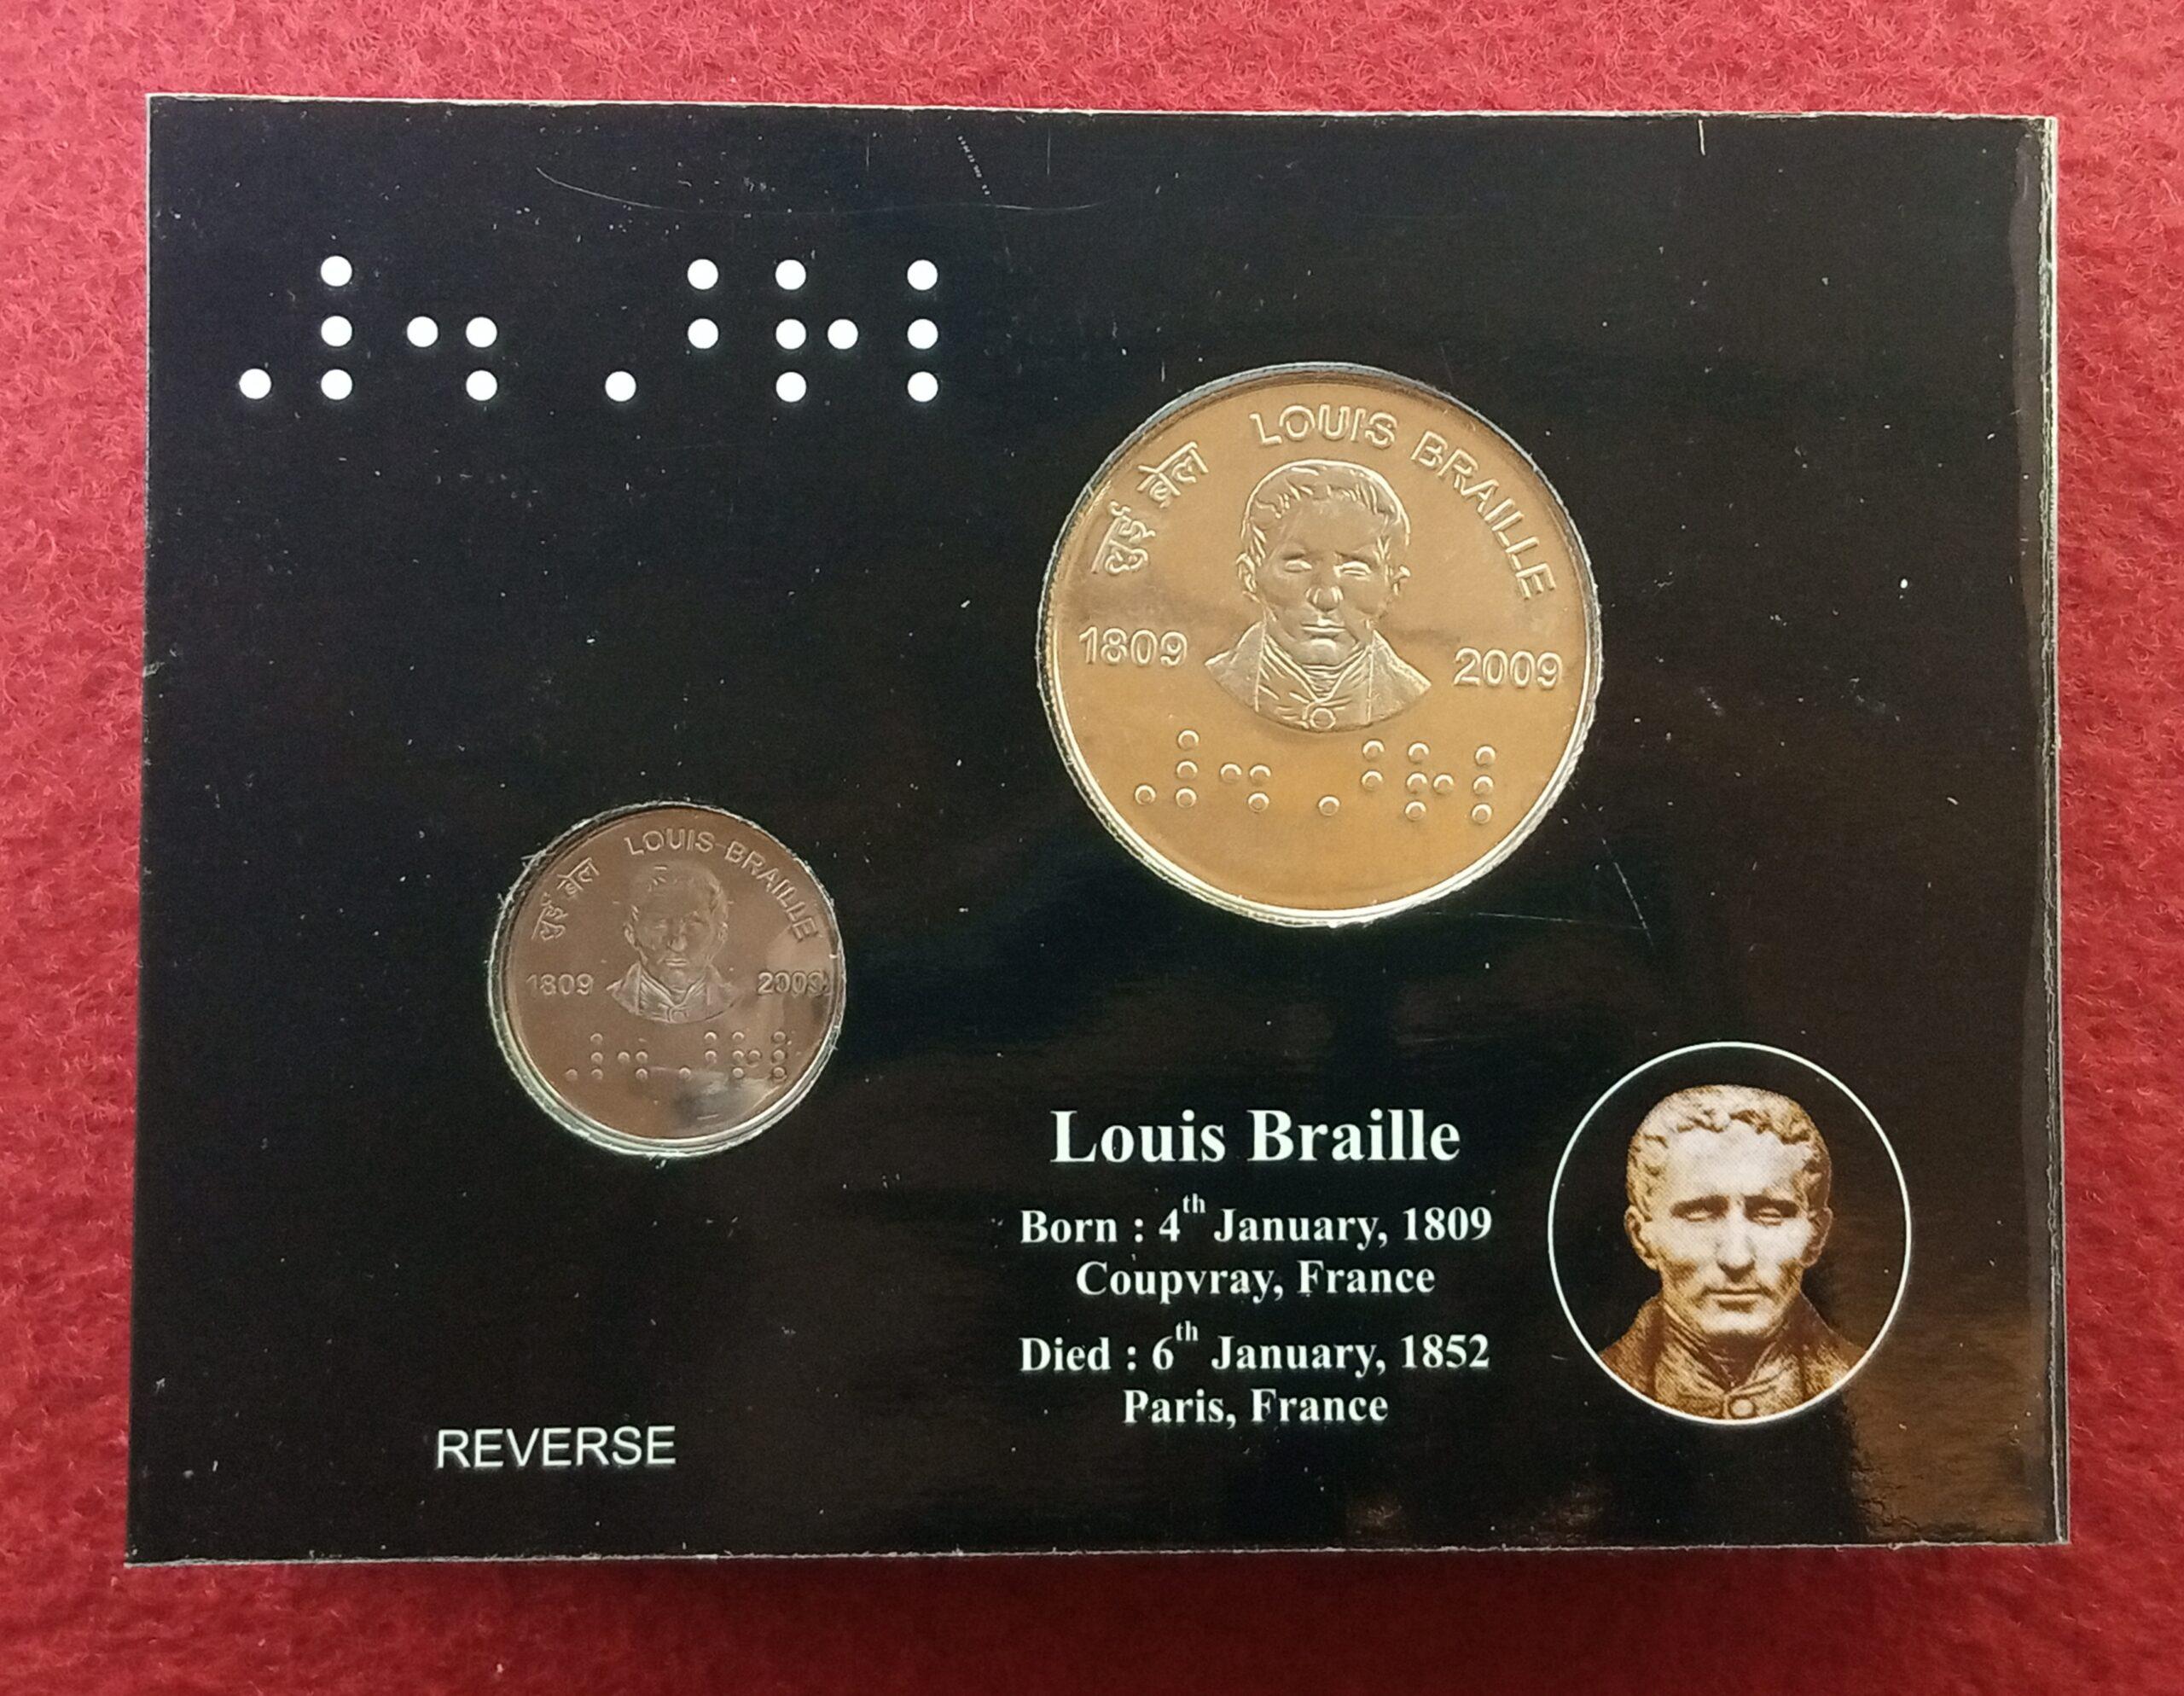 ⠠⠇⠲ ⠠⠃⠗⠇
लुई ब्रेल LOUIS BRAILLE
1809 2009
⠠⠇⠲ ⠠⠃⠗⠇
लुई ब्रेल LOUIS BRAILLE
1809 2009
⠠⠇⠲ ⠠⠃⠗⠇
Louis Braille
Born : 4th January, 1809
Coupvray, France
Died : 6th January, 1852
Paris, France
REVERSE